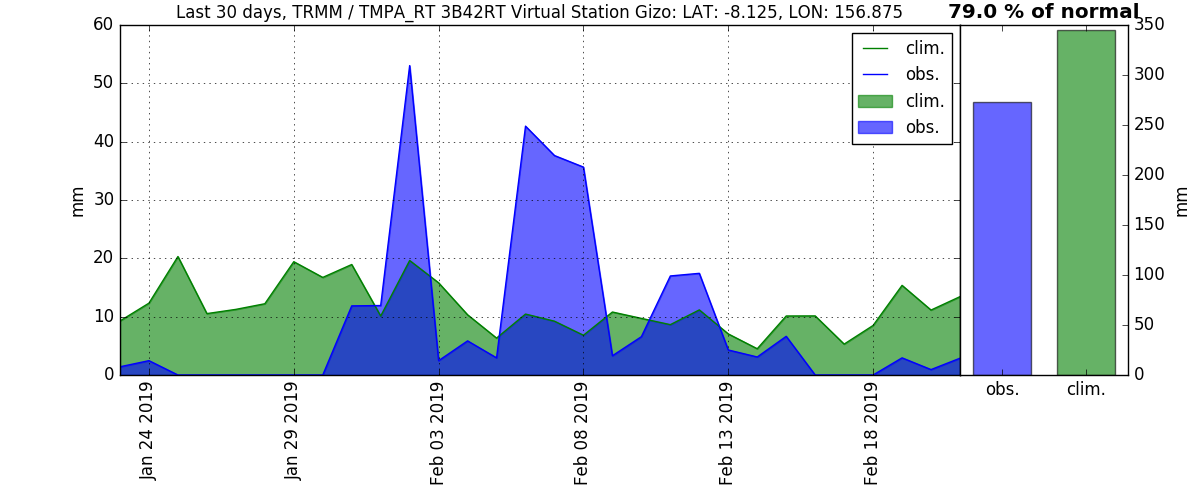 Last 30 days, TRMM / TMPA_RT 3B42RT Virtual Station Gizo: LAT: -8.125, LON: 156.875
79.0 % of normal
60
50
40
30
20
10
0
mm
clim.
obs.
clim.
obs.
350
300
250
200
150
100
50
0
mm
Jan 24 2019
Jan 29 2019
Feb 03 2019
Feb 08 2019
Feb 13 2019
Feb 18 2019
obs.
clim.